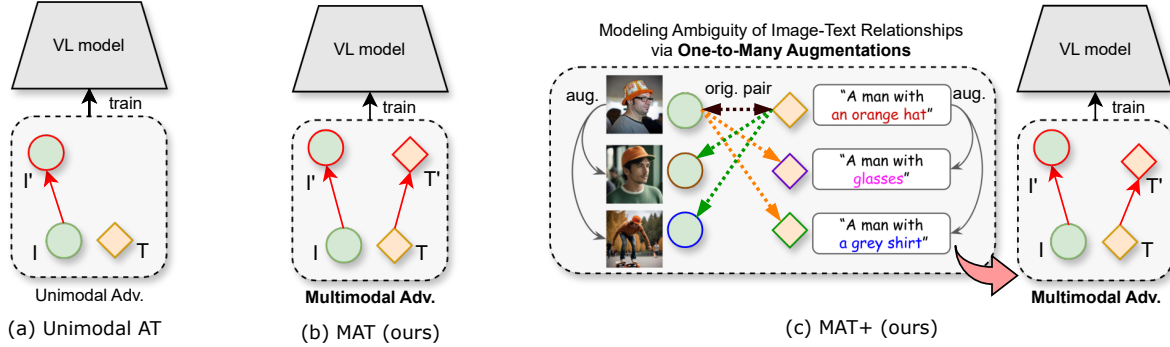 VL model
train
I'
I
T
Unimodal Adv.
(a) Unimodal AT
VL model
train
I'
T'
I
T
Multimodal Adv.
(b) MAT (ours)
Modeling Ambiguity of Image-Text Relationships
via One-to-Many Augmentations
aug.
orig. pair
"A man with
an orange hat"
aug.
"A man with
glasses"
"A man with
a grey shirt"
VL model
train
I'
T'
I
T
Multimodal Adv.
(c) MAT+ (ours)